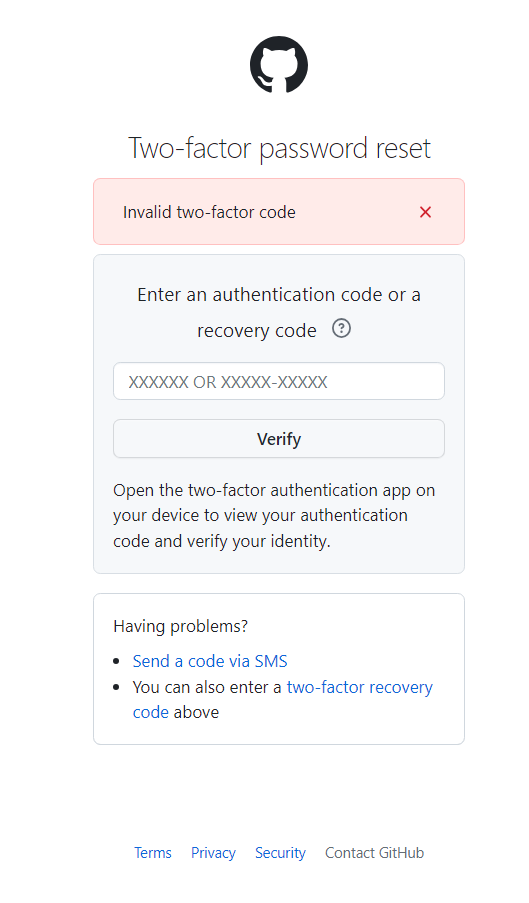 Two-factor password reset
Invalid two-factor code
Enter an authentication code or a
recovery code
XXXXXX OR XXXXX-XXXXX
Verify
Open the two-factor authentication app on
your device to view your authentication
code and verify your identity.
Having problems?
Send a code via SMS
You can also enter a two-factor recovery
code above
Terms Privacy Security Contact GitHub